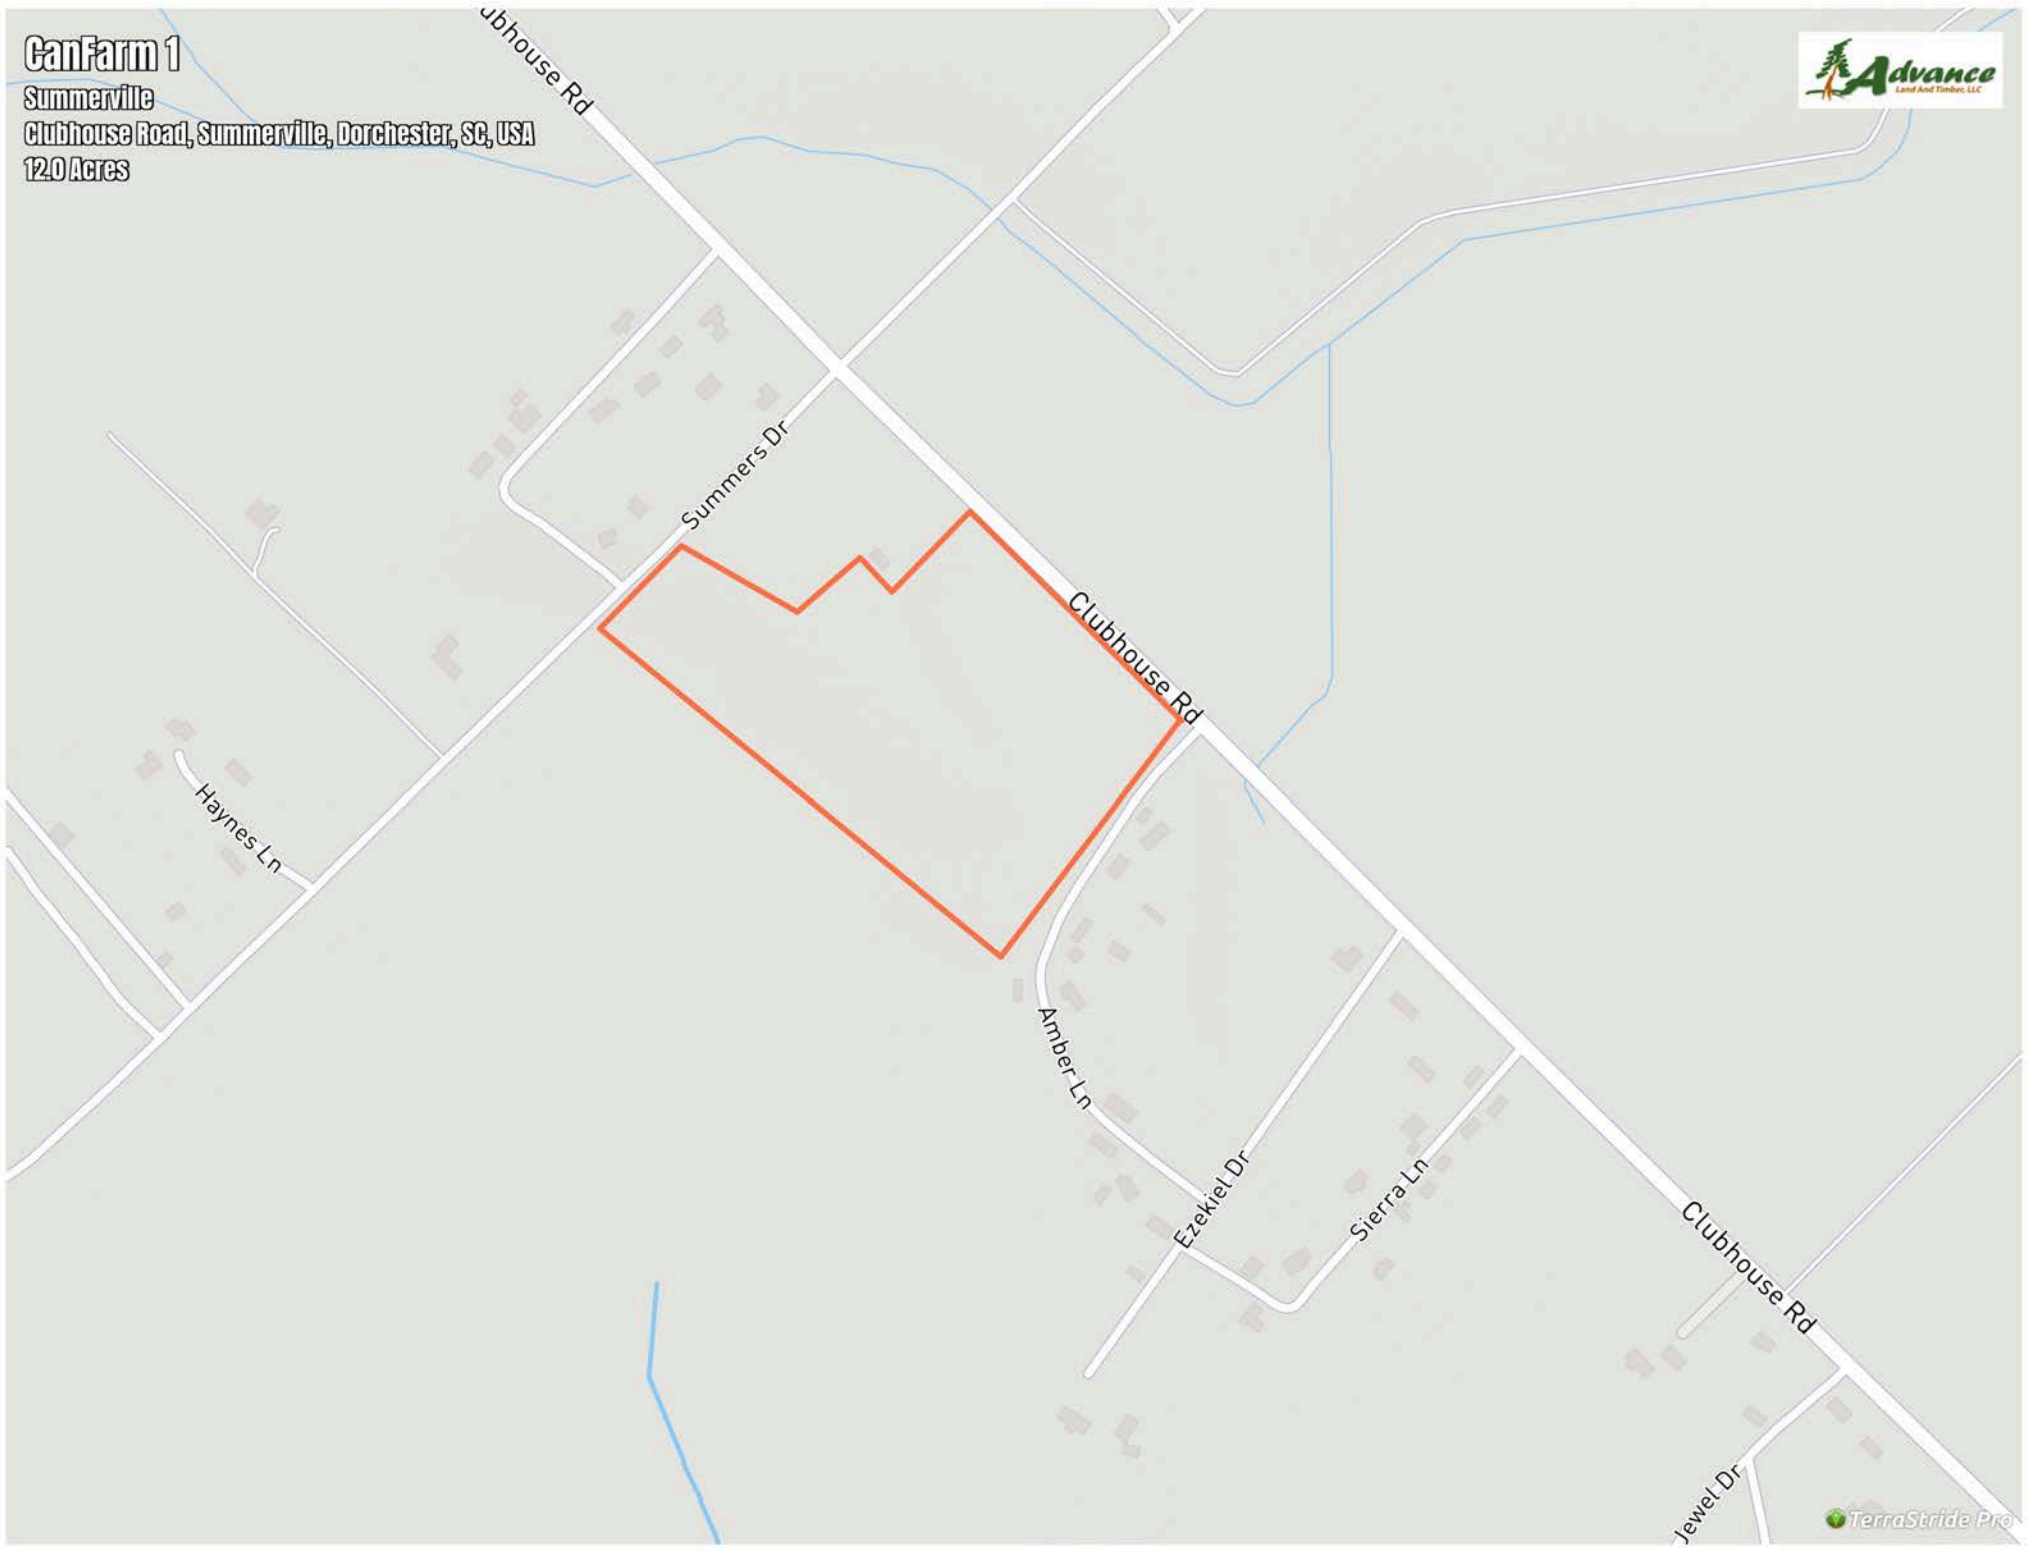 CanFarm 1
Summerville
Clubhouse Road, Summerville, Dorchester, SC, USA
12.0 Acres
ubhouse Rd
Advance
Land And Timber, LLC
Summers Dr
Clubhouse Rd
Haynes Ln
Amber Ln
Ezekiel Dr
Sierra Ln
Clubhouse Rd
Jewel Dr
TerraStride Pro